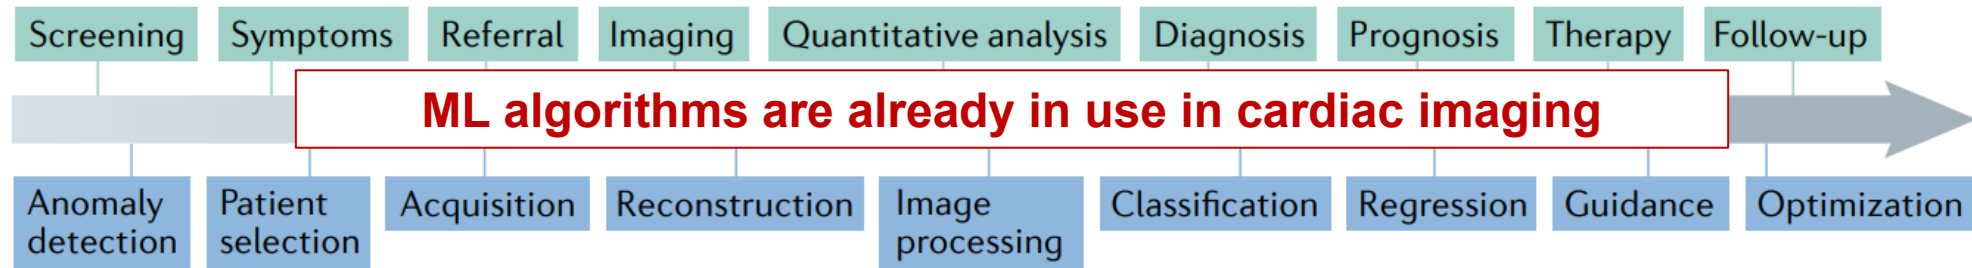 Screening Symptoms Referral Imaging Quantitative analysis Diagnosis Prognosis Therapy Follow-up
ML algorithms are already in use in cardiac imaging
Anomaly detection
Patient selection
Acquisition
Reconstruction
Image processing
Classification
Regression
Guidance
Optimization